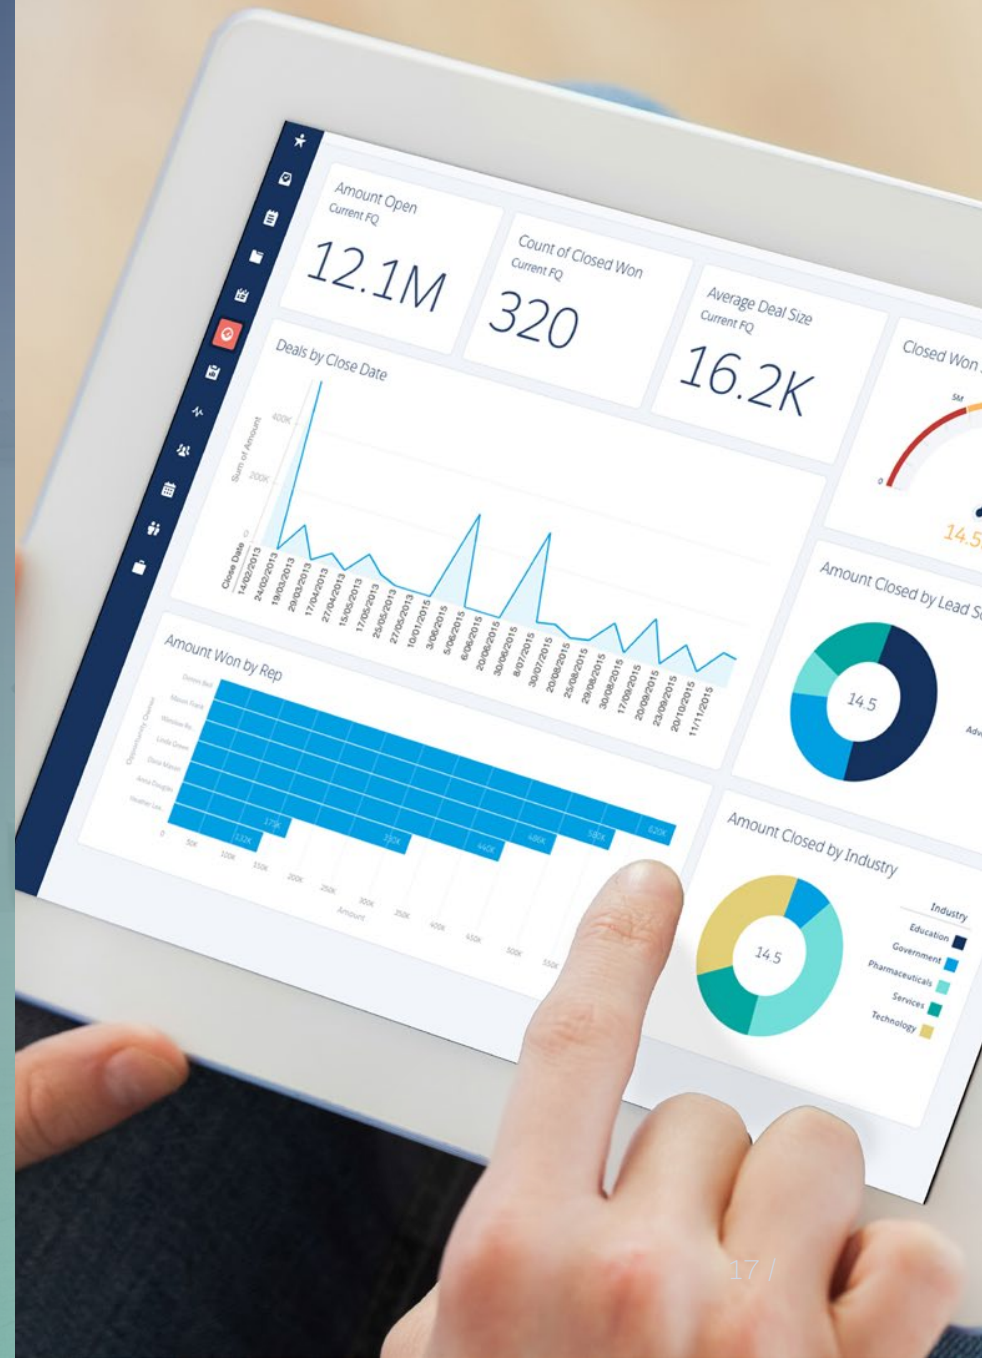 Amount Open
Current FQ
12.1M
Count of Closed Won
Current FQ
320
Average Deal Size
Current FQ
16.2K
Closed Won
5M
0
14.5
Deals by Close Date
Sum of Amount
400K
200K
0
Close Date
14/02/2013
24/02/2013
19/03/2013
29/03/2013
17/04/2013
27/04/2013
15/05/2013
17/05/2013
25/05/2013
27/05/2013
10/01/2015
3/06/2015
5/06/2015
6/06/2015
20/06/2015
30/06/2015
8/07/2015
30/07/2015
20/08/2015
25/08/2015
29/08/2015
30/08/2015
17/09/2015
20/09/2015
23/09/2015
20/10/2015
11/11/2015
Amount Closed by Lead
14.5
Amount Won by Rep
Opportunity Owner
Linda Green
Anna Douglas
620K
580K
486K
440K
175K
132K
0
50K
100K
150K
200K
250K
300K
350K
400K
450K
500K
550K
Amount
Amount Closed by Industry
14.5
Industry
Education
Government
Pharmaceuticals
Services
Technology
17 /